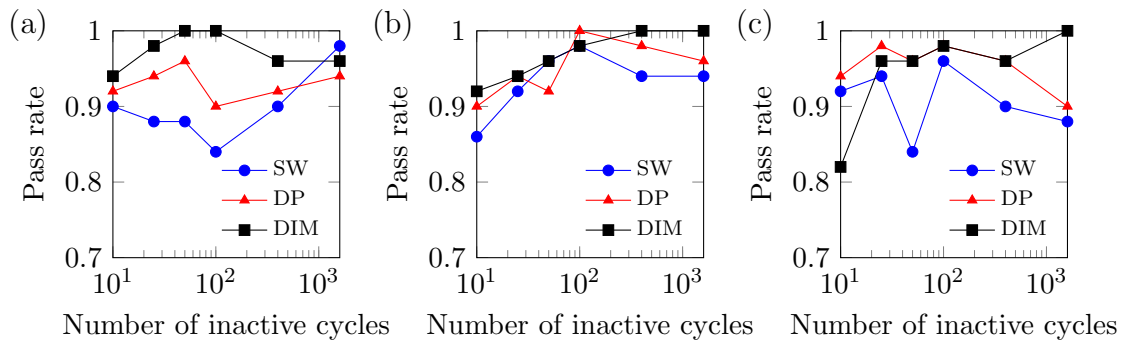 (a)
Pass rate
1
0.9
0.8
0.7
10^1
10^2
10^3
Number of inactive cycles
SW
DP
DIM
(b)
Pass rate
1
0.9
0.8
0.7
10^1
10^2
10^3
Number of inactive cycles
SW
DP
DIM
(c)
Pass rate
1
0.9
0.8
0.7
10^1
10^2
10^3
Number of inactive cycles
SW
DP
DIM